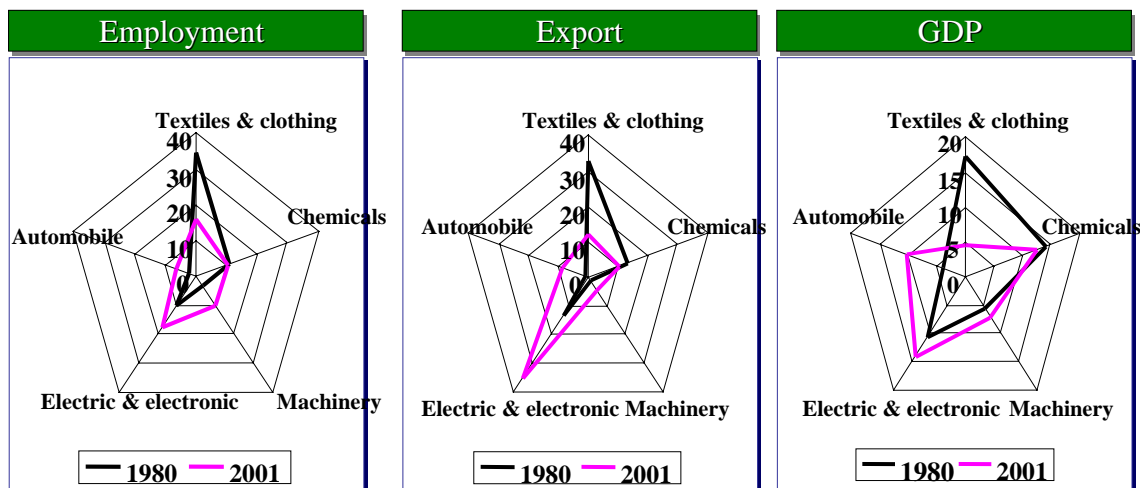 Employment
Textiles & clothing
40
30
20
10
0
Chemicals
Automobile
Electric & electronic
Machinery
1980
2001
Export
Textiles & clothing
40
30
20
10
0
Chemicals
Automobile
Electric & electronic
Machinery
1980
2001
GDP
Textiles & clothing
20
15
10
5
0
Chemicals
Automobile
Electric & electronic
Machinery
1980
2001